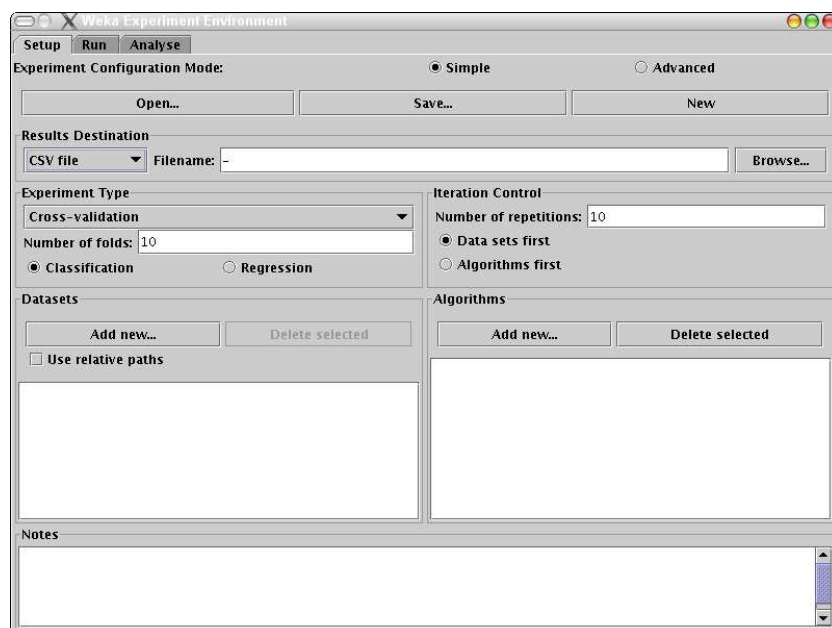 Weka Experiment Environment
Setup Run Analyse
Experiment Configuration Mode: Simple Advanced
Open... Save... New
Results Destination
CSV file Filename: - Browse...
Experiment Type Iteration Control
Cross-validation Number of repetitions: 10
Number of folds: 10 Data sets first
Classification Regression Algorithms first
Datasets Algorithms
Add new... Delete selected Add new... Delete selected
Use relative paths
Notes